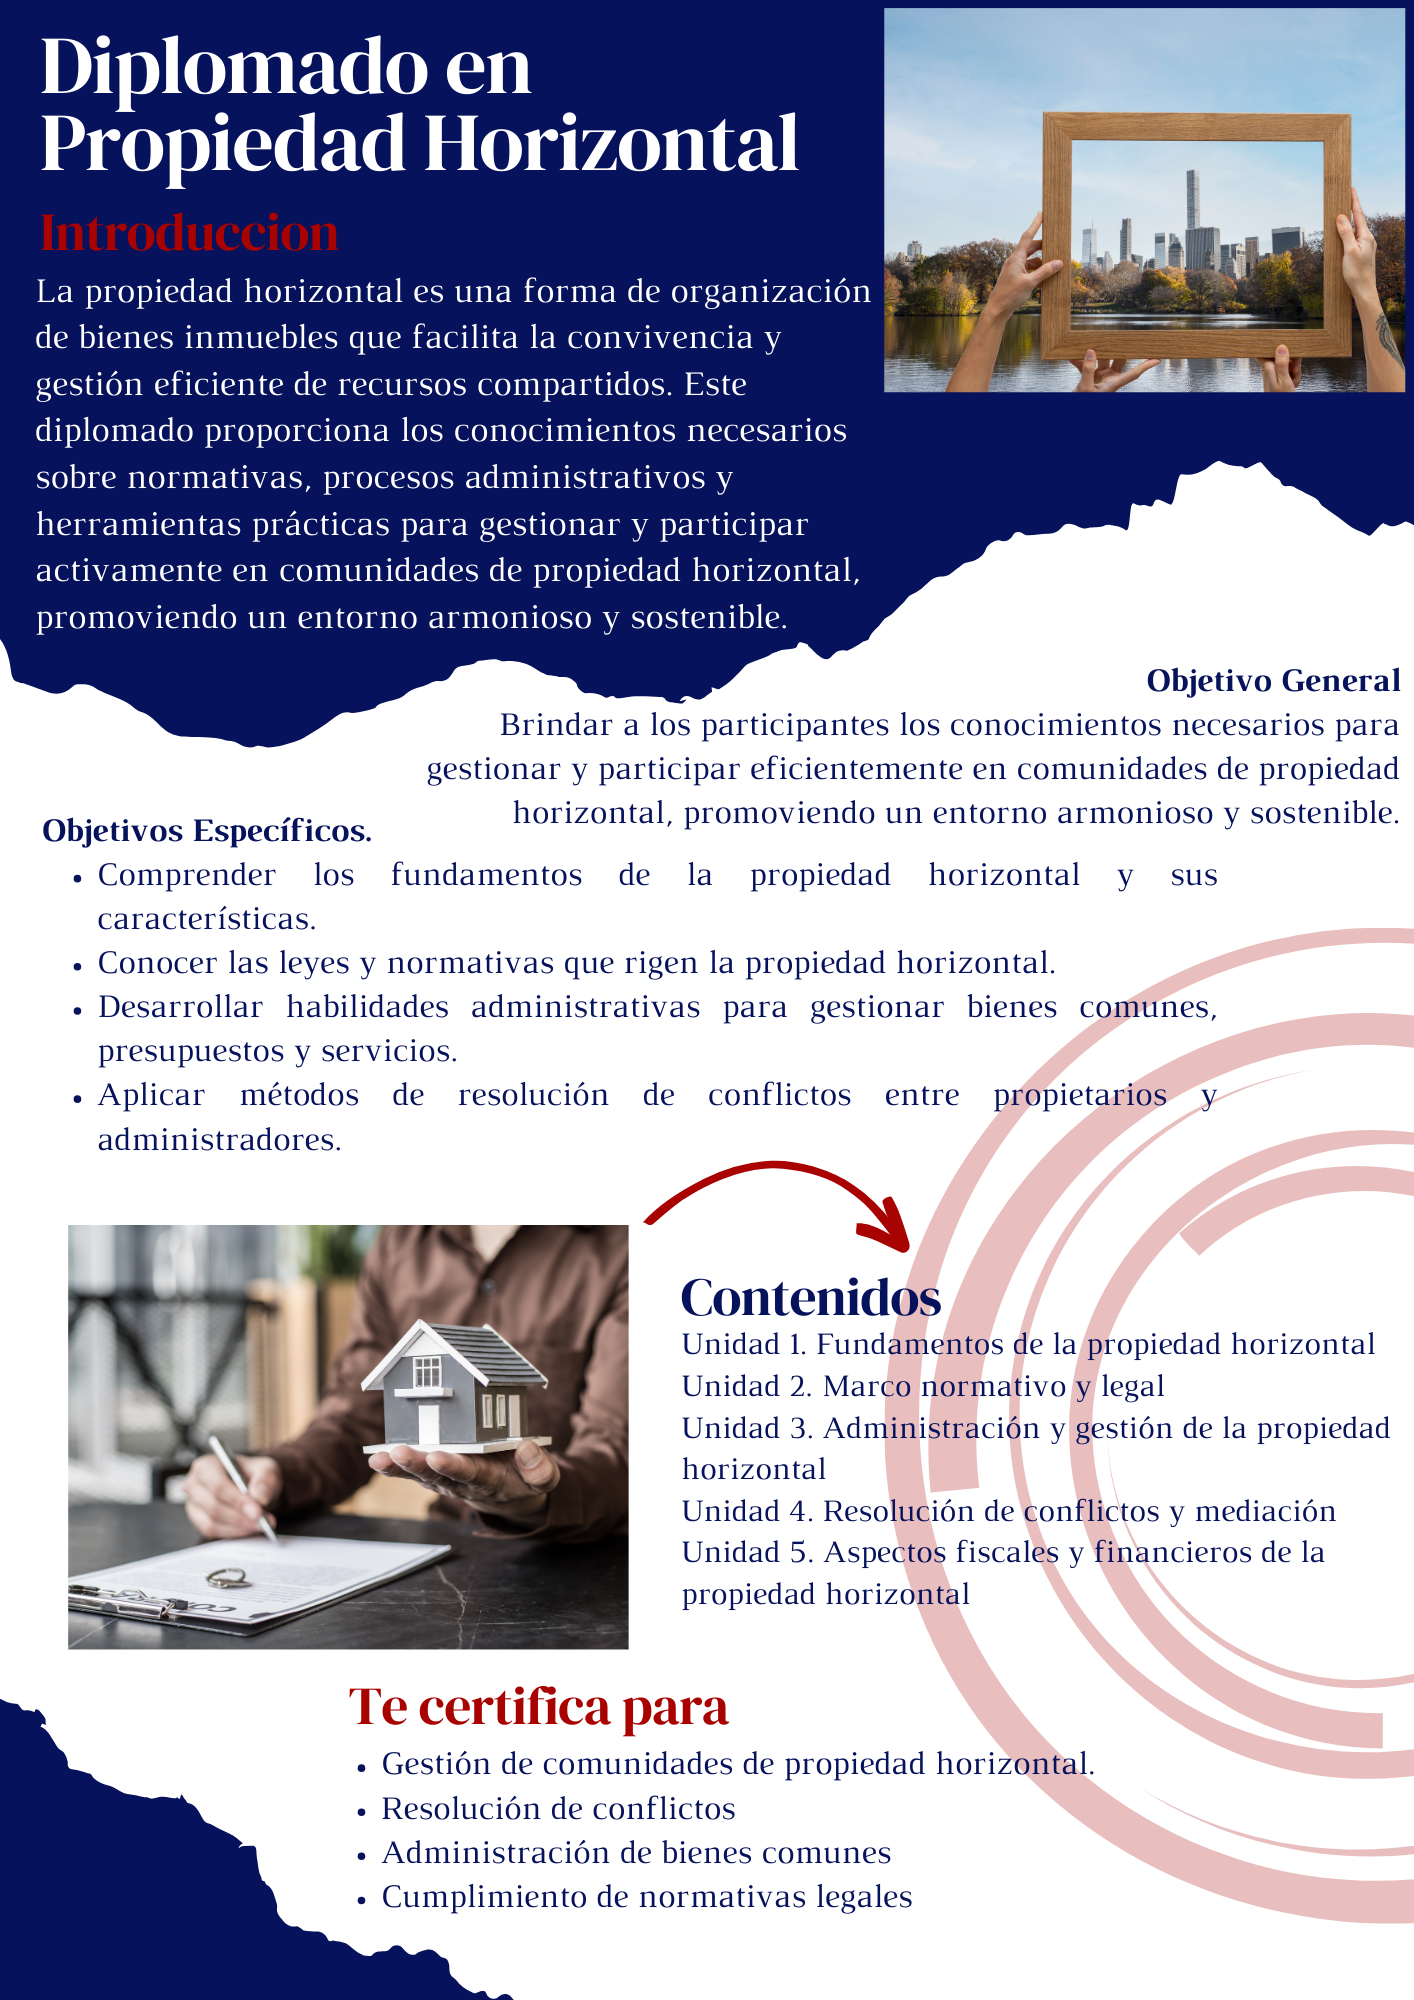 Diplomado en
Propiedad Horizontal
Introduccion
La propiedad horizontal es una forma de organización
de bienes inmuebles que facilita la convivencia y
gestión eficiente de recursos compartidos. Este
diplomado proporciona los conocimientos necesarios
sobre normativas, procesos administrativos y
herramientas prácticas para gestionar y participar
activamente en comunidades de propiedad horizontal,
promoviendo un entorno armonioso y sostenible.
Objetivo General
Brindar a los participantes los conocimientos necesarios para
gestionar y participar eficientemente en comunidades de propiedad
horizontal, promoviendo un entorno armonioso y sostenible.
Objetivos Específicos.
• Comprender los fundamentos de la propiedad horizontal y sus
características.
• Conocer las leyes y normativas que rigen la propiedad horizontal.
• Desarrollar habilidades administrativas para gestionar bienes comunes,
presupuestos y servicios.
• Aplicar métodos de resolución de conflictos entre propietarios y
administradores.
Contenidos
Unidad 1. Fundamentos de la propiedad horizontal
Unidad 2. Marco normativo y legal
Unidad 3. Administración y gestión de la propiedad
horizontal
Unidad 4. Resolución de conflictos y mediación
Unidad 5. Aspectos fiscales y financieros de la
propiedad horizontal
Te certifica para
• Gestión de comunidades de propiedad horizontal.
• Resolución de conflictos
• Administración de bienes comunes
• Cumplimiento de normativas legales